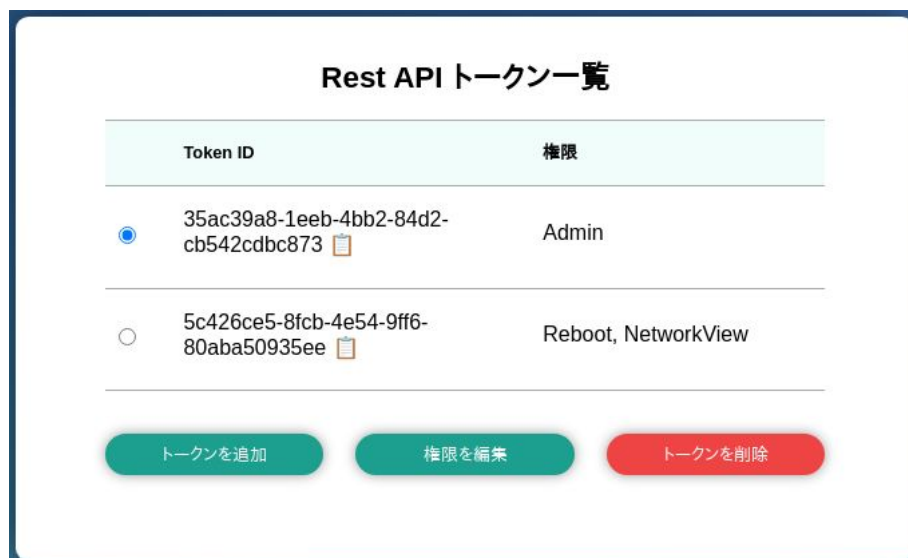 Rest API トークン一覧
Token ID
権限
35ac39a8-1eeb-4bb2-84d2-
cb542cdbc873
Admin
5c426ce5-8fcb-4e54-9ff6-
80aba50935ee
Reboot, NetworkView
トークンを追加
権限を編集
トークンを削除